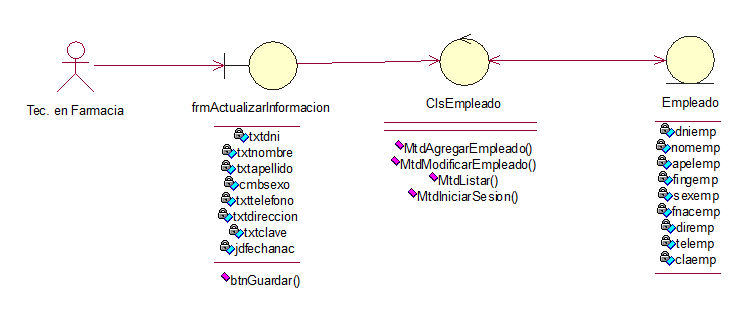 Tec. en Farmacia
frmActualizarInformacion
txtdni
txtnombre
txtapellido
cmbsexo
txttelefono
txtdireccion
txtclave
jdfechanac
btnGuardar()
ClsEmpleado
MtdAgregarEmpleado()
MtdModificarEmpleado()
MtdListar()
MtdIniciarSesion()
Empleado
dniemp
nomemp
apelemp
fingemp
sexemp
fnacemp
diremp
telemp
claemp